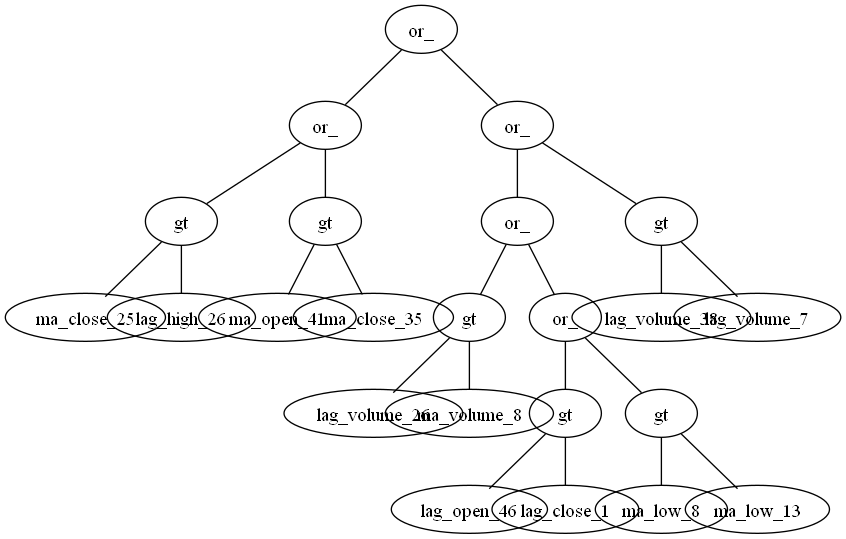 or_
or_ or_
gt gt or_ gt
ma_close_25 lag_high_26 ma_open_41 ma_close_35 gt or_ lag_volume_38 lag_volume_7
lag_volume_26 ma_volume_8 gt gt
lag_open_46 lag_close_1 ma_low_8 ma_low_13